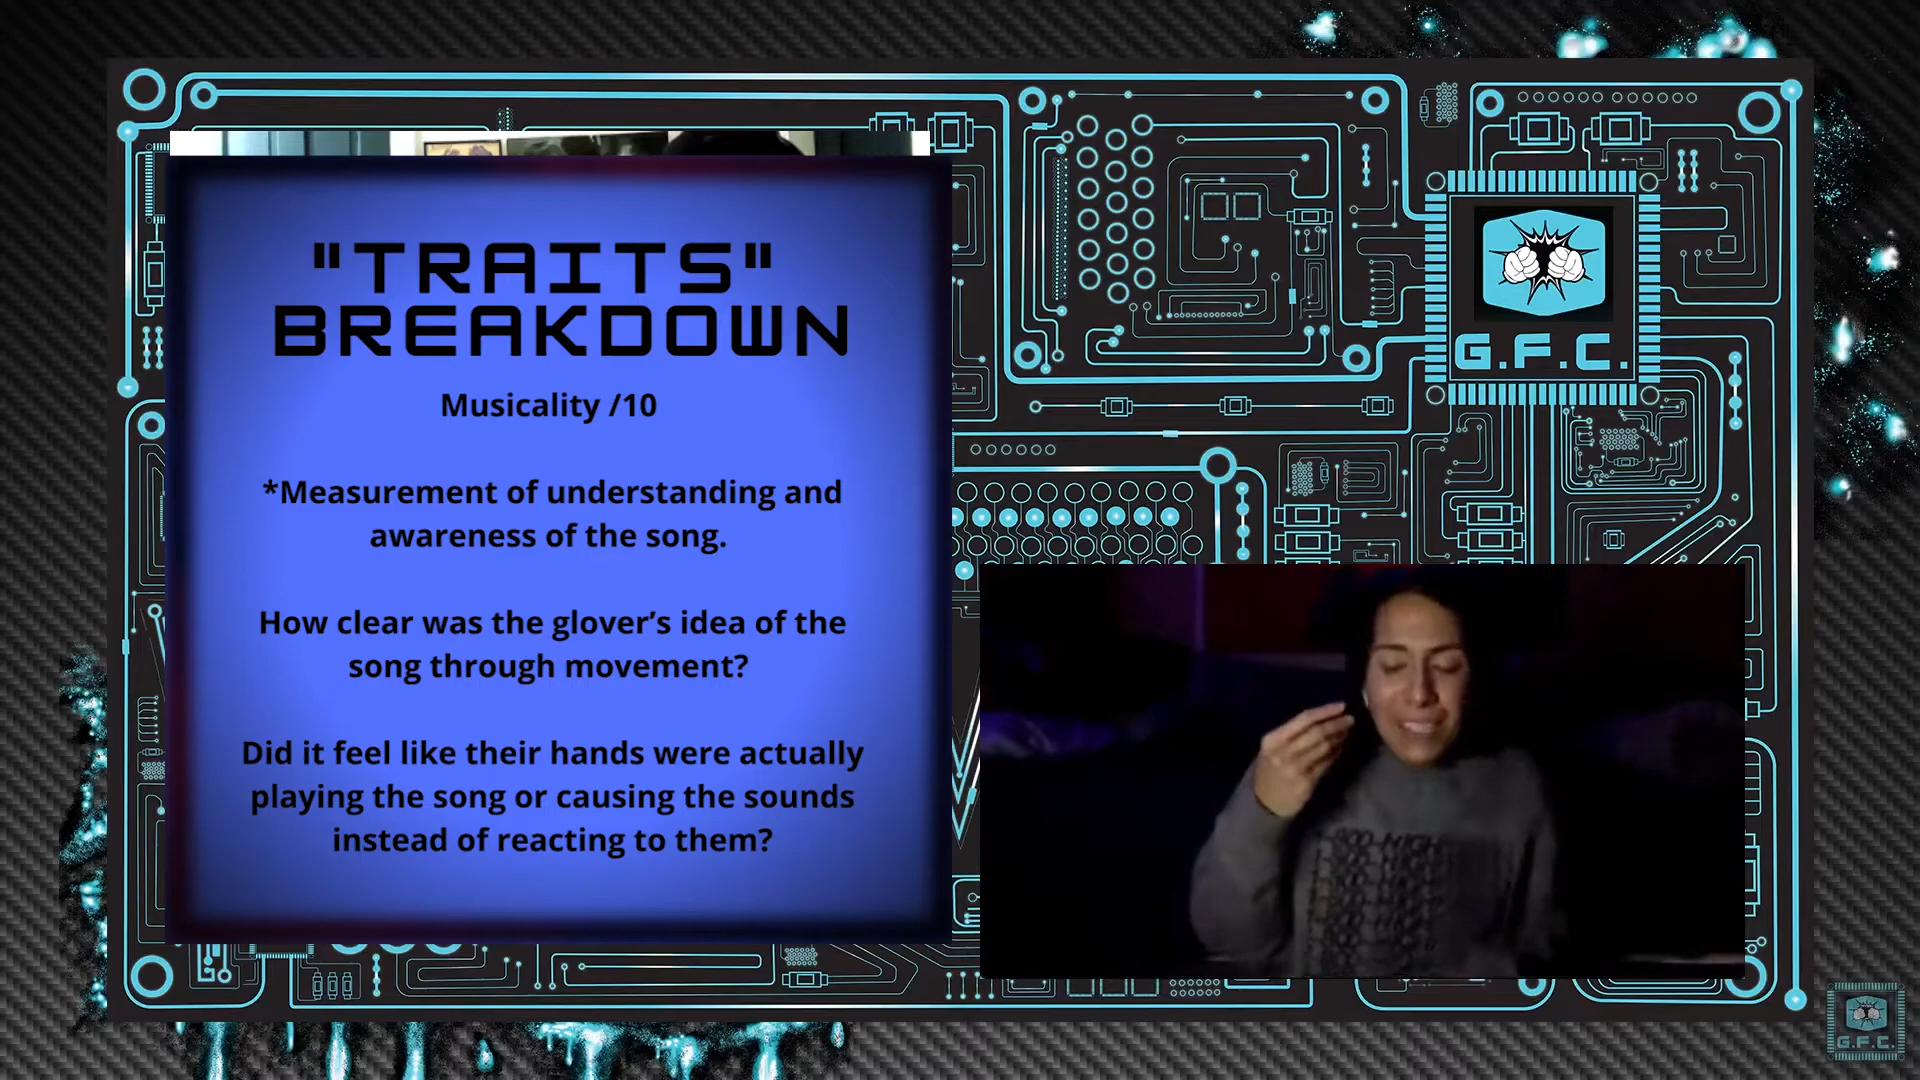 "TRAITS"
BREAKDOWN
Musicality /10
*Measurement of understanding and
awareness of the song.
How clear was the glover’s idea of the
song through movement?
Did it feel like their hands were actually
playing the song or causing the sounds
instead of reacting to them?
G.F.C.
G.F.C.